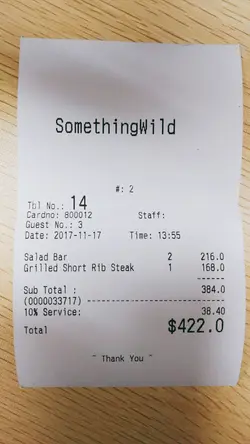 SomethingWild
#: 2
Tbl No.: 14
Cardno: 800012 Staff:
Guest No.: 3
Date: 2017-11-17 Time: 13:55
Salad Bar 2 216.0
Grilled Short Rib Steak 1 168.0
------
Sub Total : 384.0
(0000033717) ----------------------
10% Service: 38.40
Total $422.0
~ Thank You ~